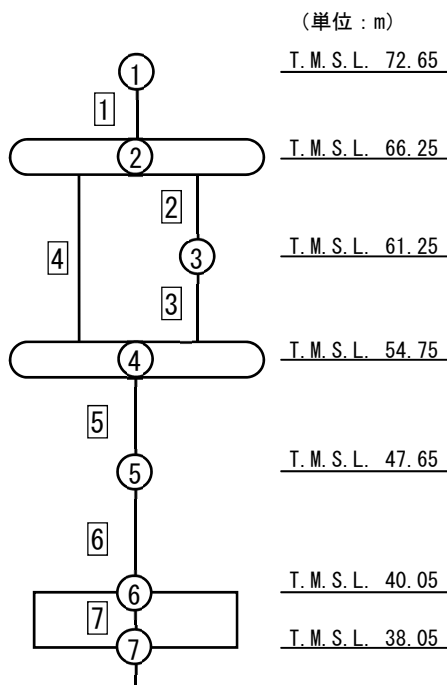 (単位:m)
① T.M.S.L. 72.65
1
② T.M.S.L. 66.25
2
③ T.M.S.L. 61.25
4
3
④ T.M.S.L. 54.75
5
⑤ T.M.S.L. 47.65
6
⑥ T.M.S.L. 40.05
7
⑦ T.M.S.L. 38.05